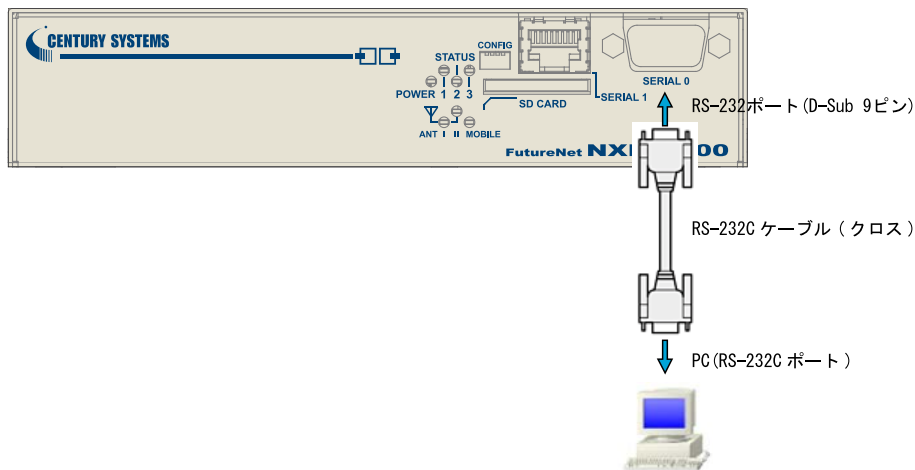 CENTURY SYSTEMS
CONFIG
STATUS
POWER 1 2 3
SERIAL 0
SERIAL 1
SD CARD
ANT I II MOBILE
FutureNet
RS-232ポート(D-Sub 9ピン)
RS-232C ケーブル ( クロス )
PC(RS-232C ポート )